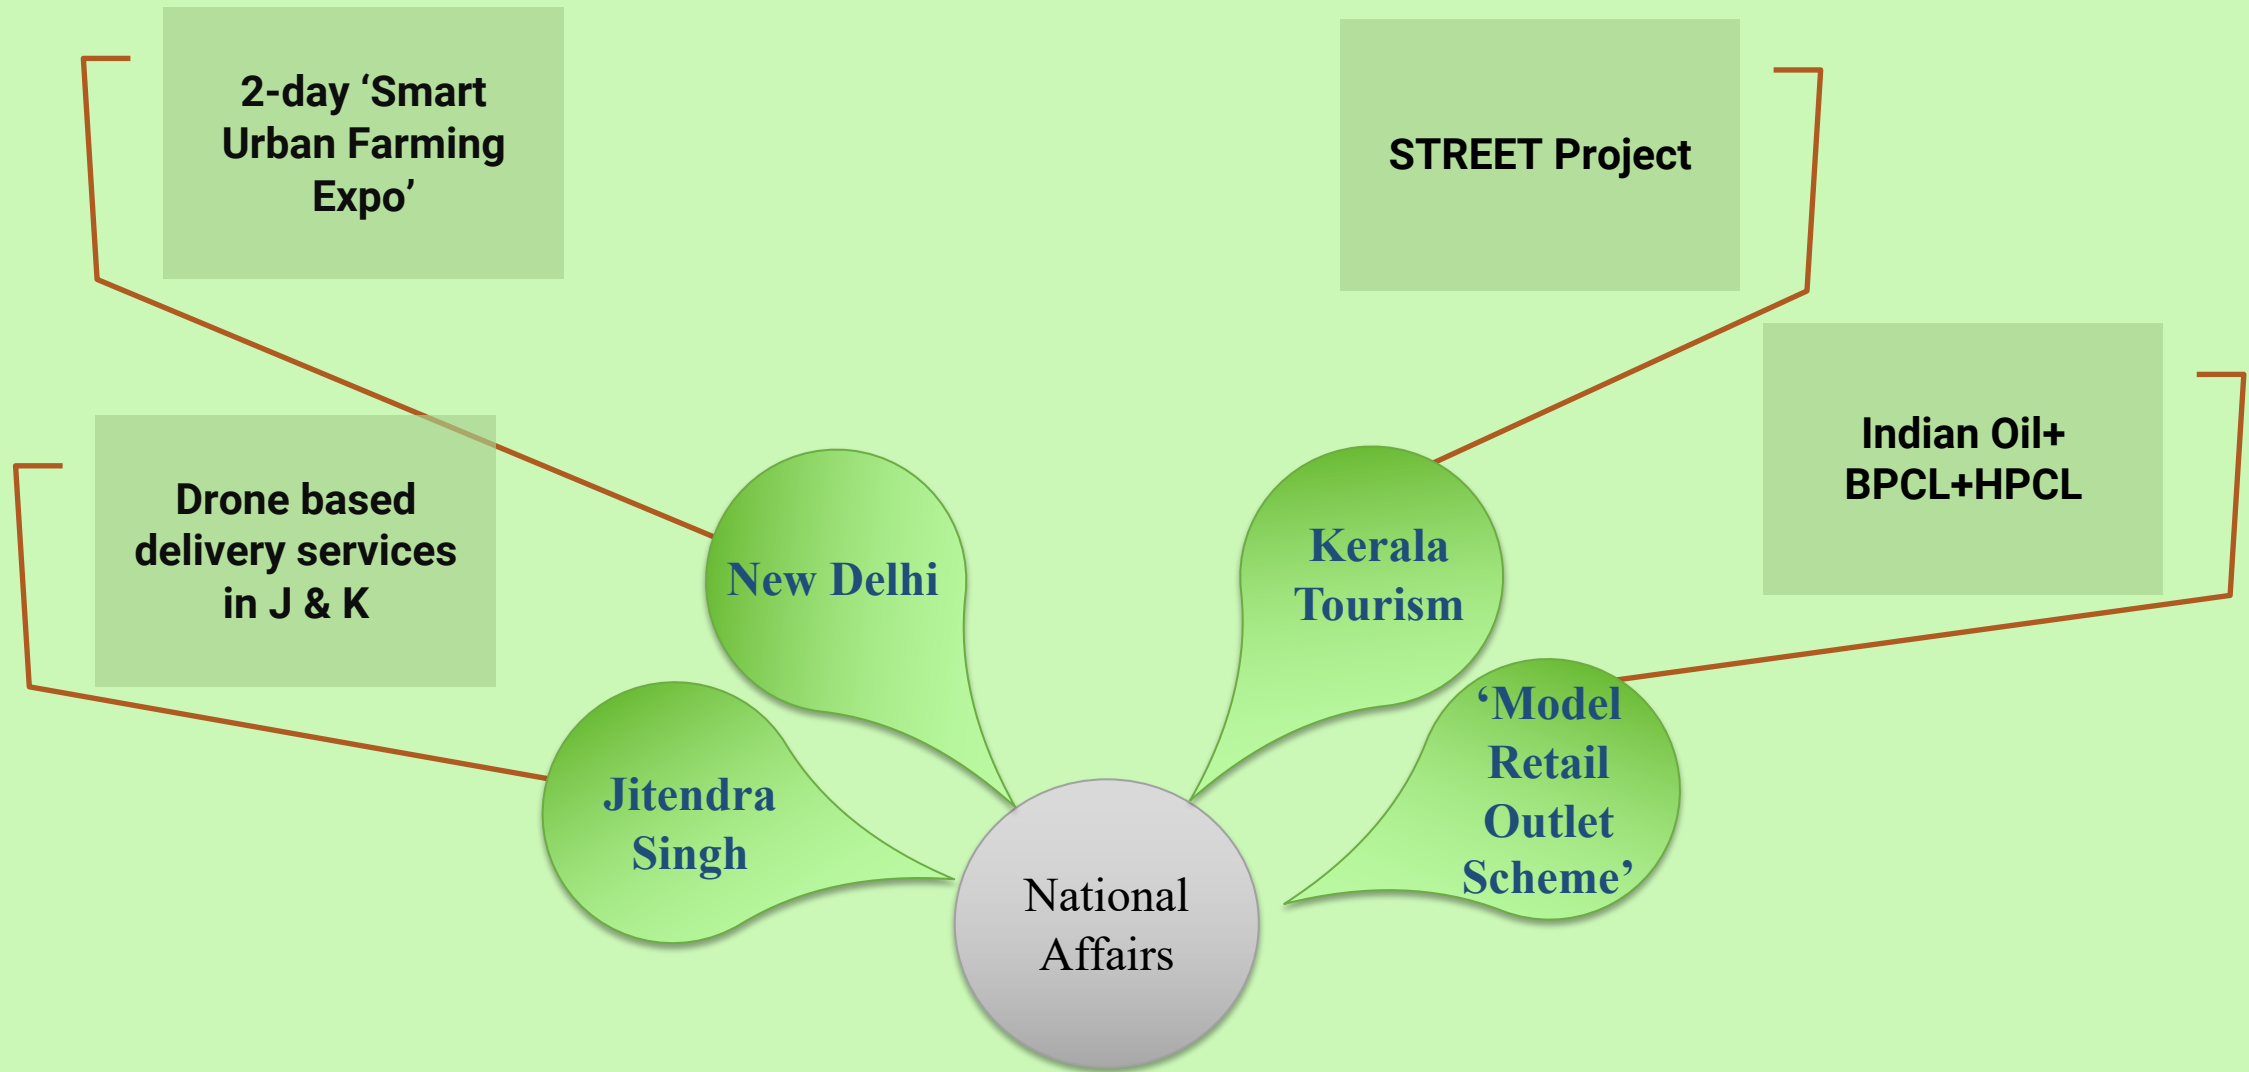 2-day ‘Smart
Urban Farming
Expo’
STREET Project
Indian Oil+
BPCL+HPCL
Drone based
delivery services
in J & K
New Delhi
Kerala
Tourism
‘Model
Retail
Outlet
Scheme’
Jitendra
Singh
National
Affairs